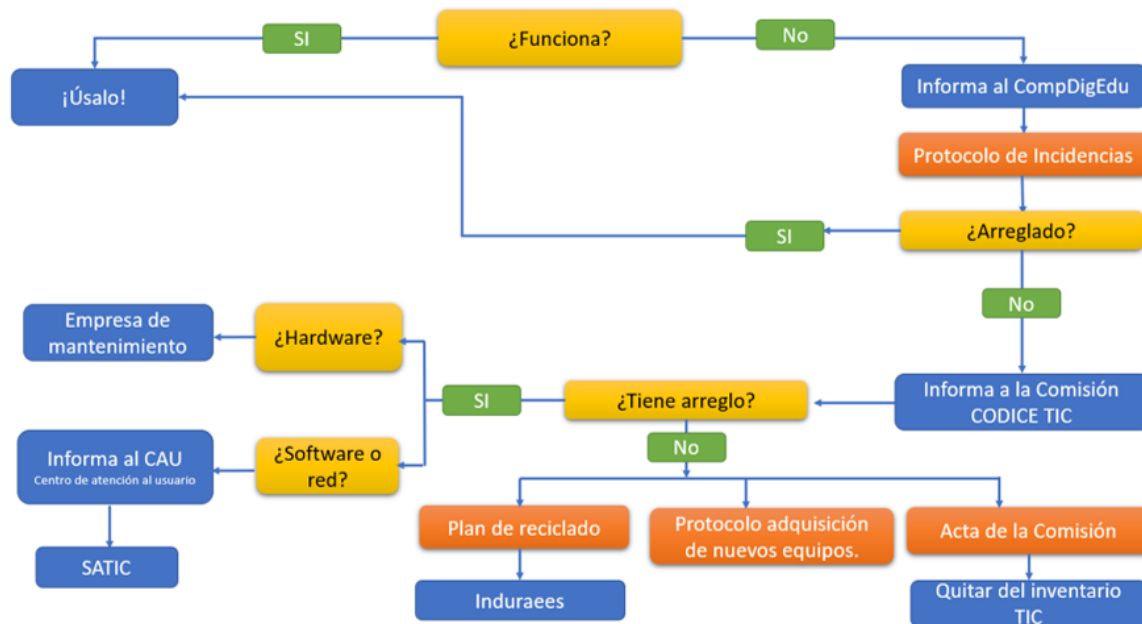 SI
¿Funciona?
No
¡Úsalo!
Informa al CompDigEdu
Protocolo de Incidencias
SI
¿Arreglado?
No
Empresa de
mantenimiento
¿Hardware?
SI
¿Tiene arreglo?
Informa a la Comisión
CODICE TIC
No
Informa al CAU
Centro de atención al usuario
¿Software o
red?
Plan de reciclado
Protocolo adquisición
de nuevos equipos.
Acta de la Comisión
SATIC
Induraees
Quitar del inventario
TIC